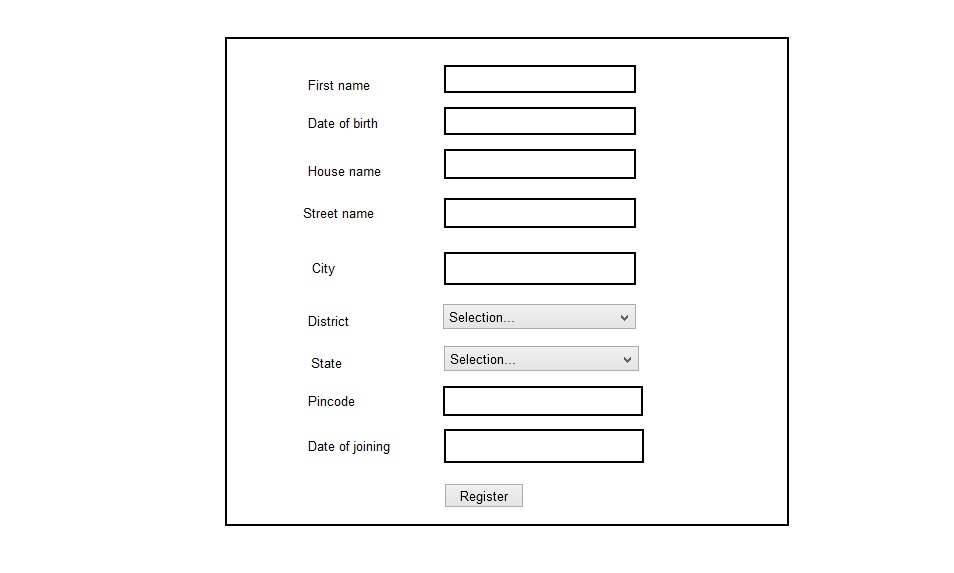 First name
Date of birth
House name
Street name
City
District Selection...
State Selection...
Pincode
Date of joining
Register